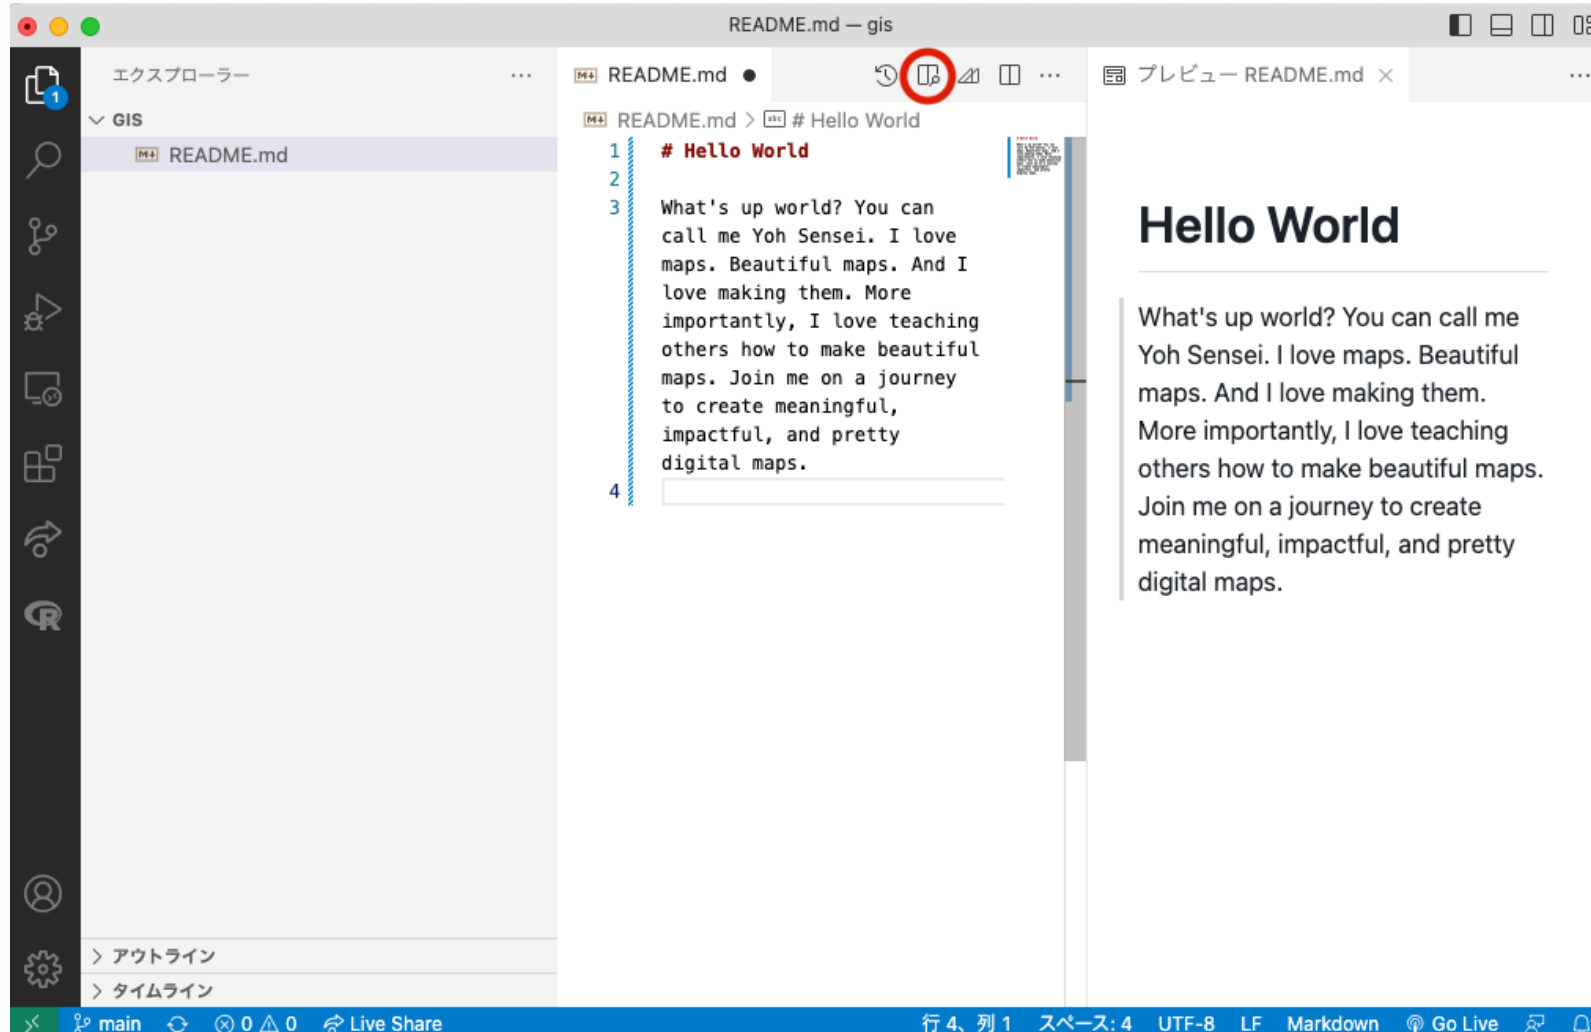 README.md — gis
エクスプローラー
GIS
README.md
アウトライン
タイムライン
README.md
README.md > # Hello World
1 # Hello World
2
3 What's up world? You can
call me Yoh Sensei. I love
maps. Beautiful maps. And I
love making them. More
importantly, I love teaching
others how to make beautiful
maps. Join me on a journey
to create meaningful,
impactful, and pretty
digital maps.
4
プレビュー README.md
Hello World
What's up world? You can call me
Yoh Sensei. I love maps. Beautiful
maps. And I love making them.
More importantly, I love teaching
others how to make beautiful maps.
Join me on a journey to create
meaningful, impactful, and pretty
digital maps.
1
main 0 0 Live Share
行 4、列 1 スペース: 4 UTF-8 LF Markdown Go Live